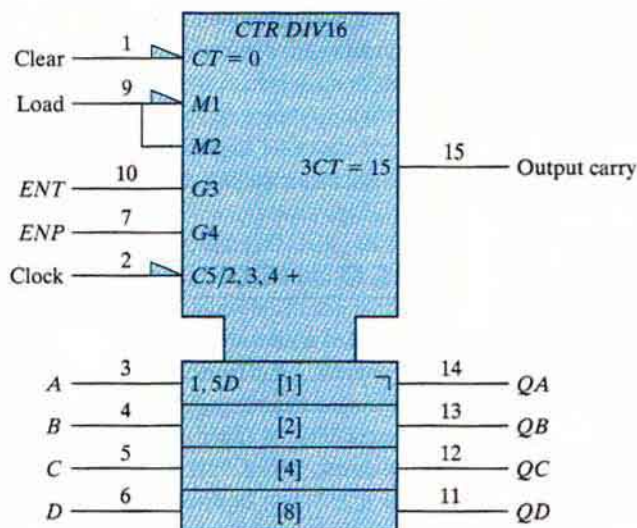 CTR DIV16
1
Clear
CT = 0
9
Load
M1
M2
15
3CT = 15
Output carry
10
ENT
G3
7
ENP
G4
2
Clock
C5/2, 3, 4 +
3
14
A
1, 5D [1] ㄱ
QA
4
13
B
[2]
QB
5
12
C
[4]
QC
6
11
D
[8]
QD